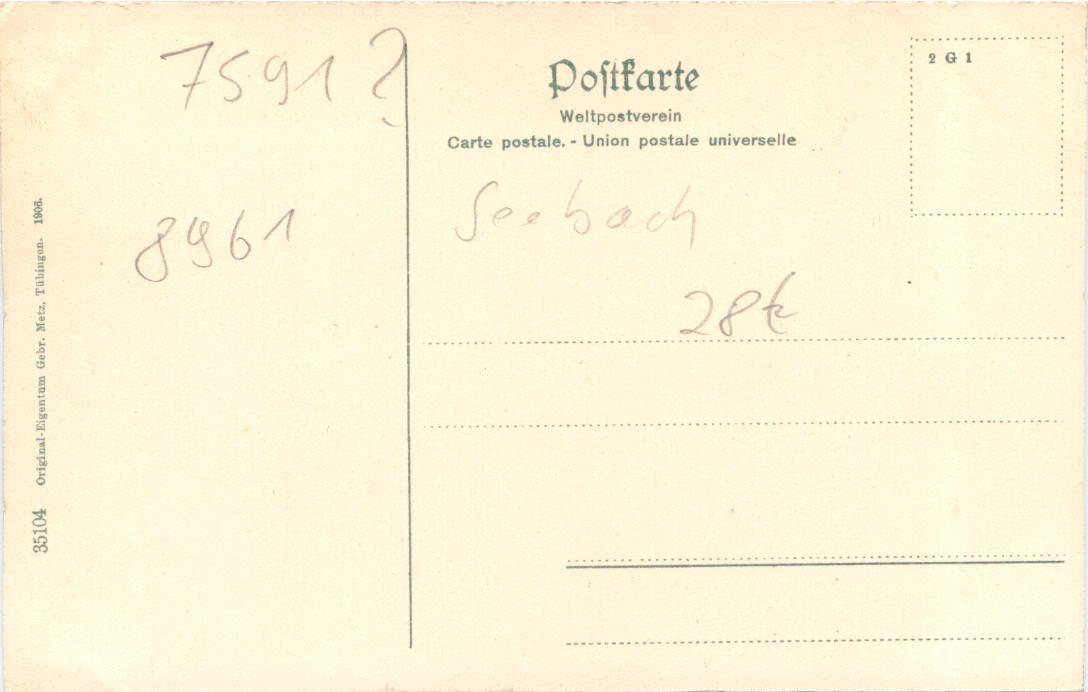 7591?
8961
35104 Original-Eigentum Gebr. Metz, Tübingen. 1906.
Poſtkarte
Weltpostverein
Carte postale. - Union postale universelle
2 G 1
Seebach
28€